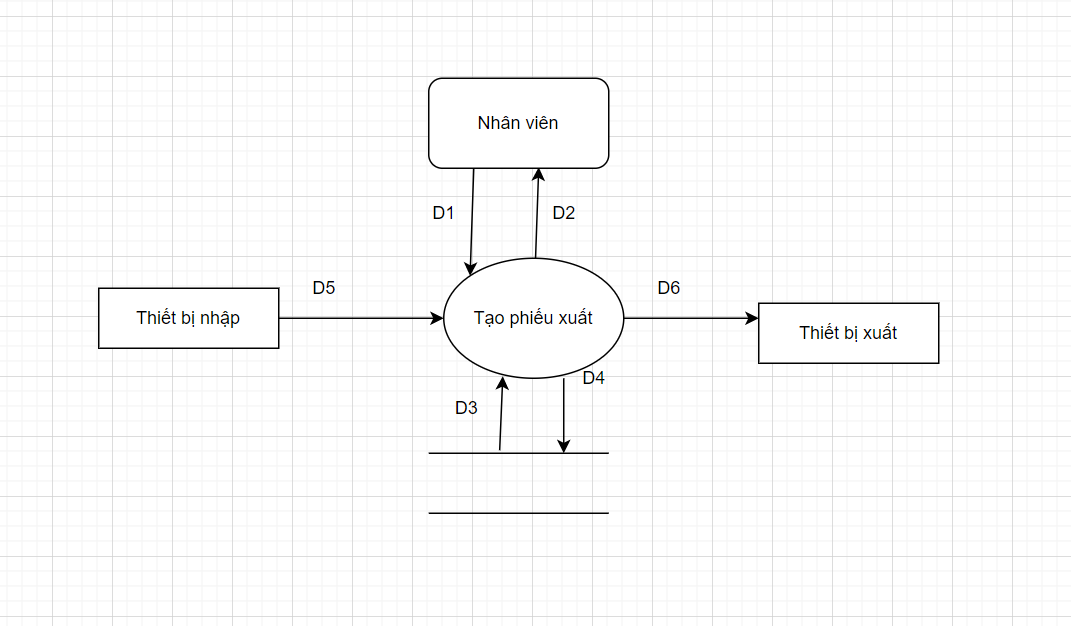 Nhân viên
D1
D2
D5
D6
Thiết bị nhập
Tạo phiếu xuất
Thiết bị xuất
D4
D3